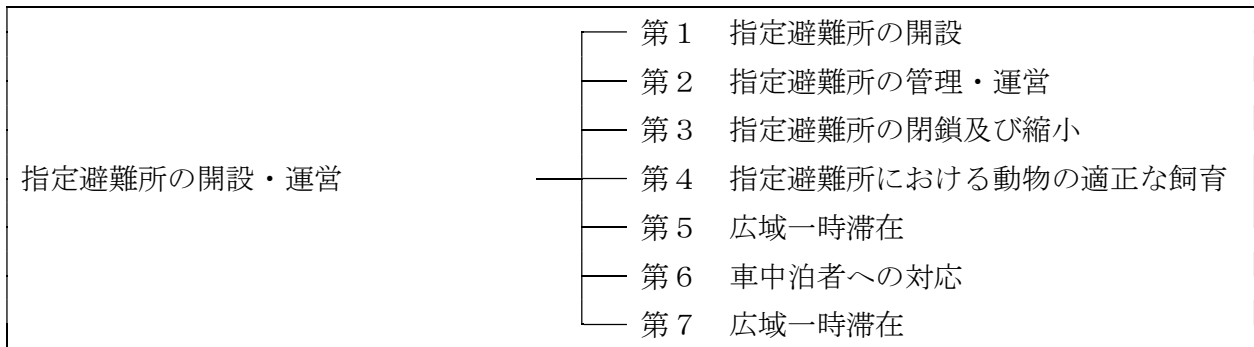 第１　指定避難所の開設
第２　指定避難所の管理・運営
第３　指定避難所の閉鎖及び縮小
指定避難所の開設・運営　第４　指定避難所における動物の適正な飼育
第５　広域一時滞在
第６　車中泊者への対応
第７　広域一時滞在